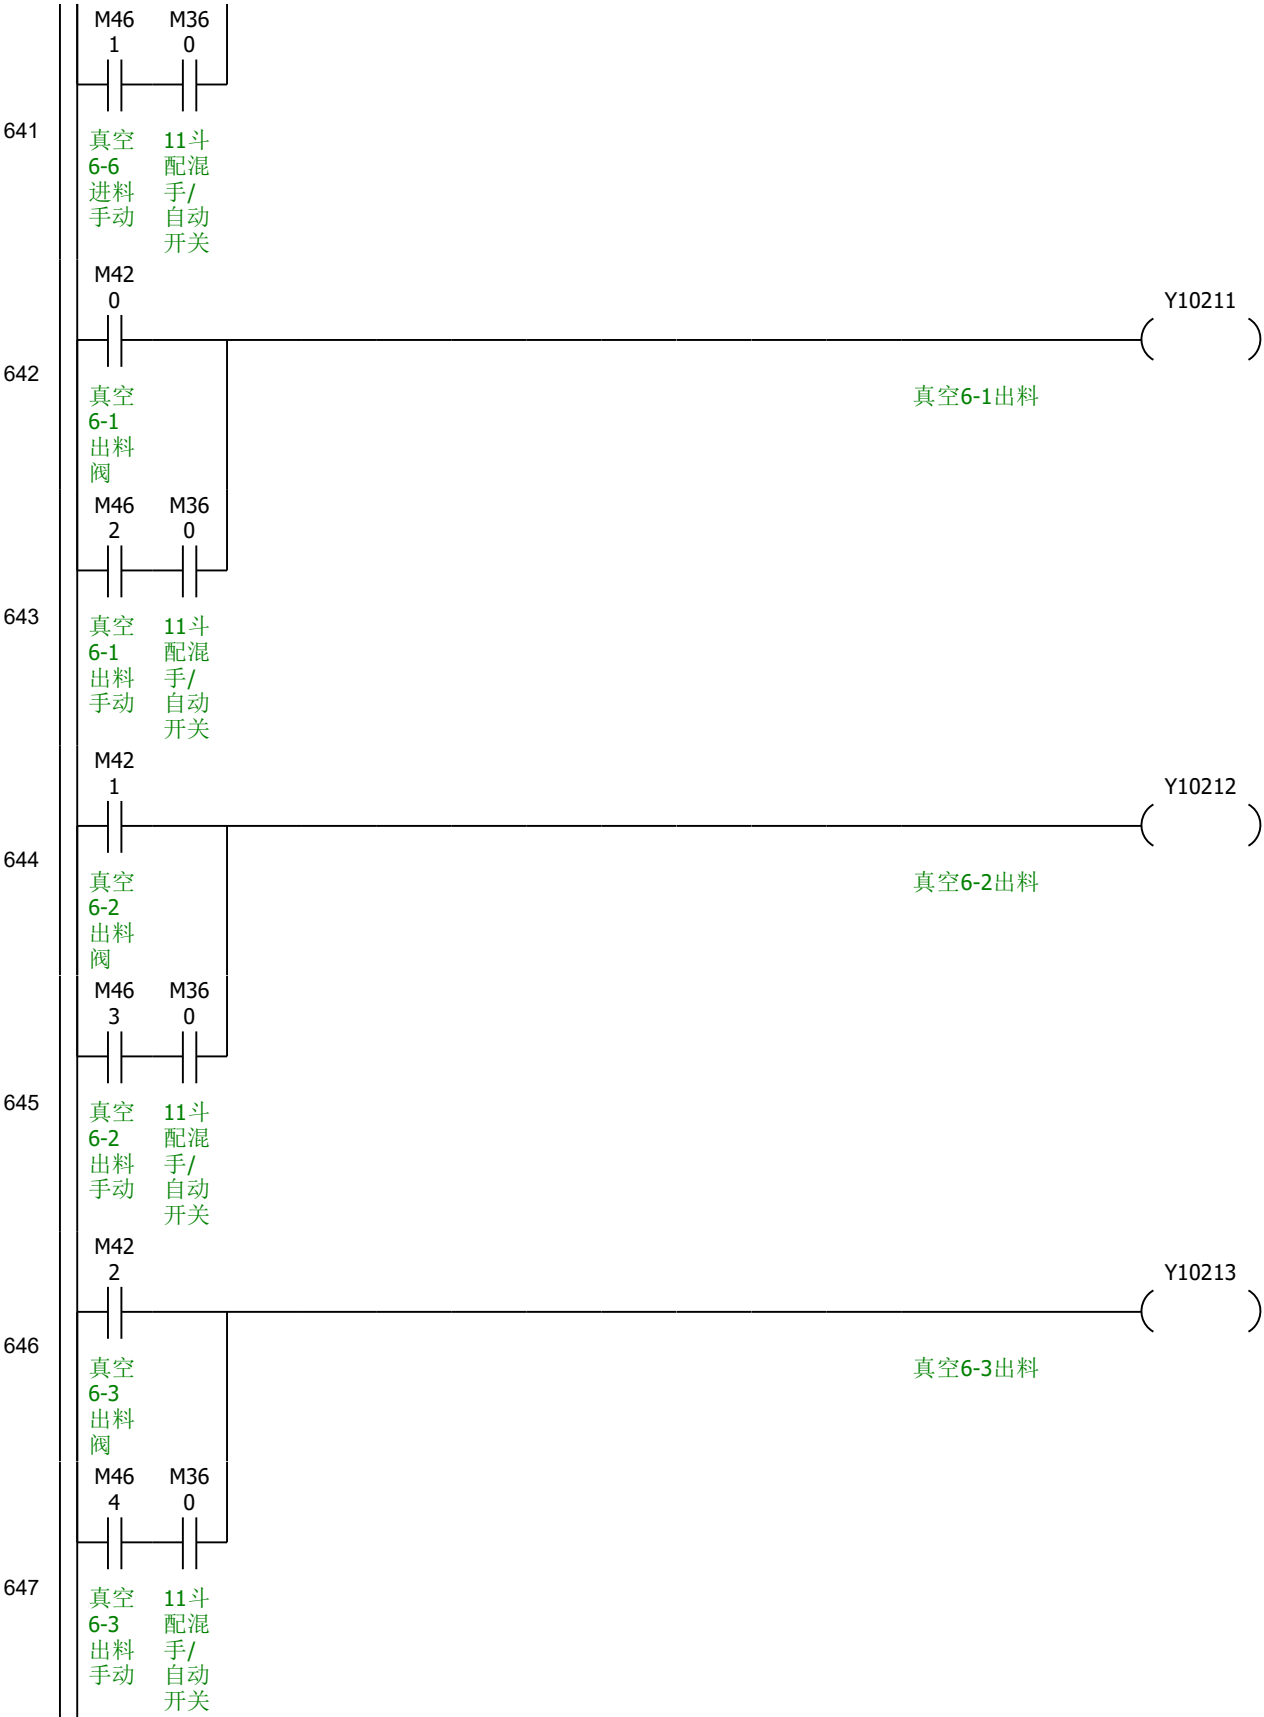 M46 M36
1 0
641
真空 11斗
6-6 配混
进料 手/
手动 自动
开关
M42
0 Y10211
642
真空 真空6-1出料
6-1
出料
阀
M46 M36
2 0
643
真空 11斗
6-1 配混
出料 手/
手动 自动
开关
M42
1 Y10212
644
真空 真空6-2出料
6-2
出料
阀
M46 M36
3 0
645
真空 11斗
6-2 配混
出料 手/
手动 自动
开关
M42
2 Y10213
646
真空 真空6-3出料
6-3
出料
阀
M46 M36
4 0
647
真空 11斗
6-3 配混
出料 手/
手动 自动
开关